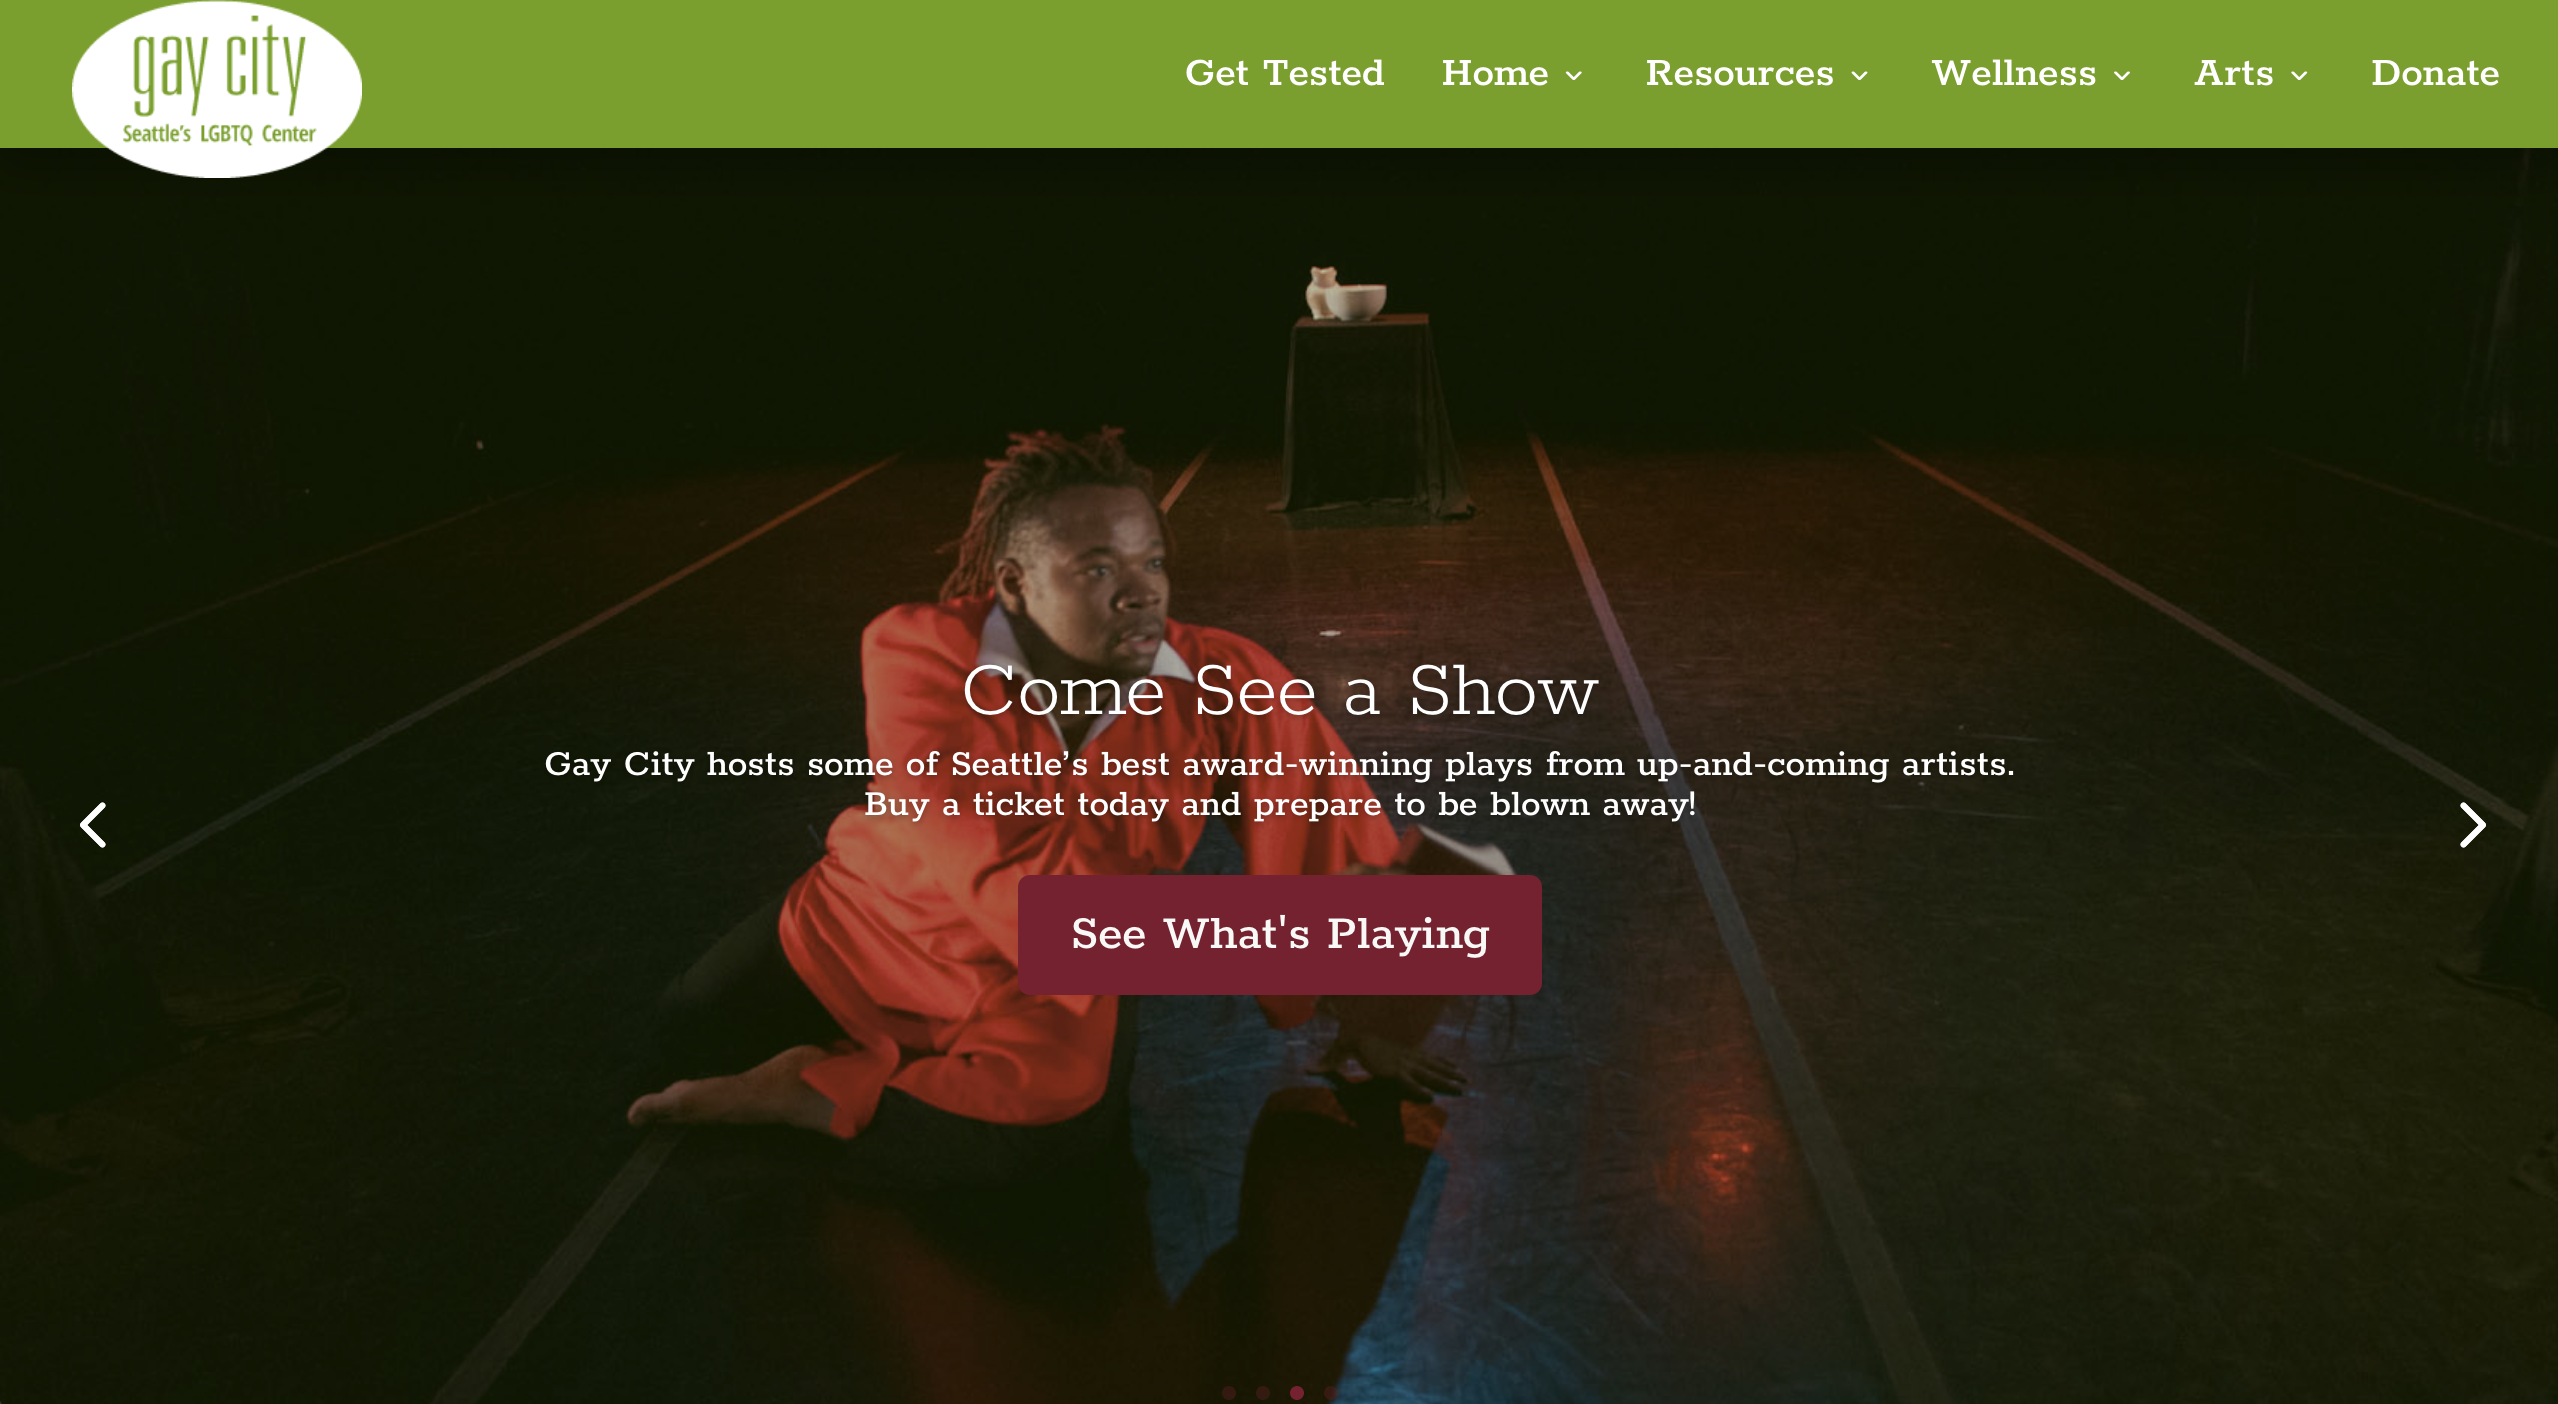 gay city
Seattle's LGBTQ Center
Get Tested
Home
Resources
Wellness
Arts
Donate
Come See a Show
Gay City hosts some of Seattle’s best award-winning plays from up-and-coming artists.
Buy a ticket today and prepare to be blown away!
See What's Playing